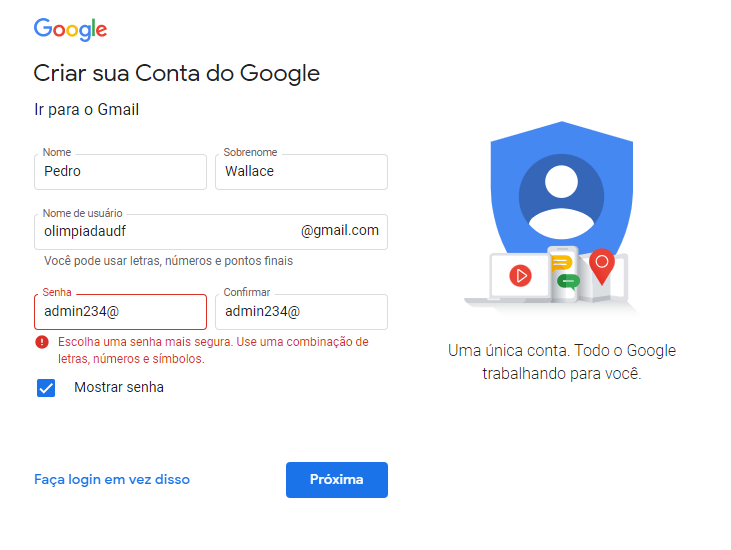 Google
Criar sua Conta do Google
Ir para o Gmail
Nome
Pedro
Sobrenome
Wallace
Nome de usuário
olimpiadaudf
@gmail.com
Você pode usar letras, números e pontos finais
Senha
admin234@
Confirmar
admin234@
Escolha uma senha mais segura. Use uma combinação de
letras, números e símbolos.
Mostrar senha
Faça login em vez disso
Próxima
Uma única conta. Todo o Google
trabalhando para você.